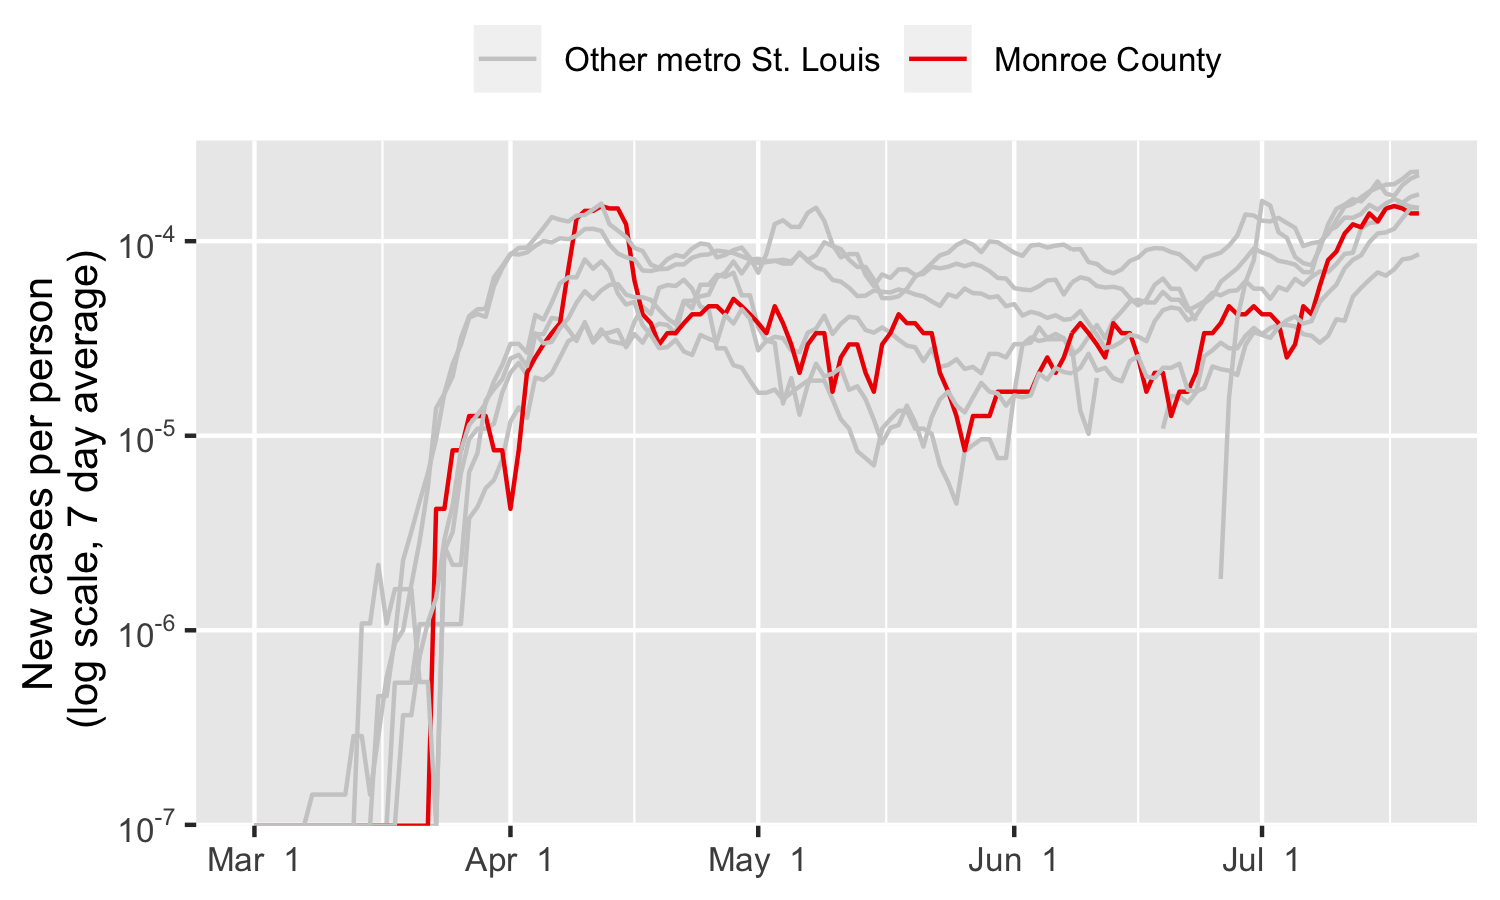 Other metro St. Louis Monroe County
New cases per person
(log scale, 7 day average)
10⁻⁴
10⁻⁵
10⁻⁶
10⁻⁷
Mar 1 Apr 1 May 1 Jun 1 Jul 1